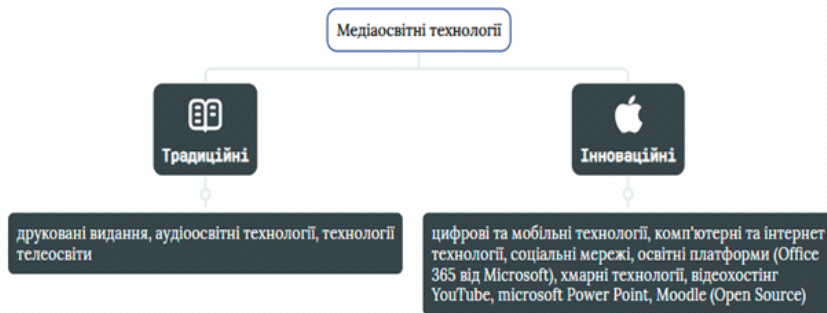 Медіаосвітні технології
Традиційні
Інноваційні
друковані видання, аудіоосвітні технології, технології
телеосвіти
цифрові та мобільні технології, комп'ютерні та інтернет
технології, соціальні мережі, освітні платформи (Office
365 від Microsoft), хмарні технології, відеохостінг
YouTube, microsoft Power Point, Moodle (Open Source)